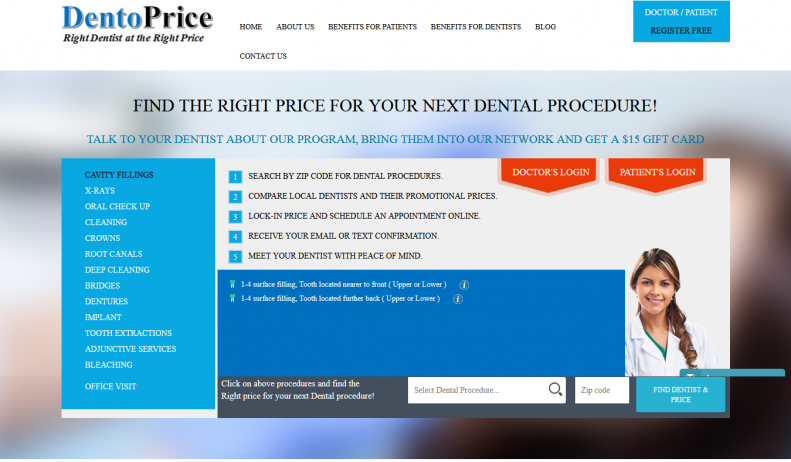 DentoPrice
Right Dentist at the Right Price
HOME ABOUT US BENEFITS FOR PATIENTS BENEFITS FOR DENTISTS BLOG
CONTACT US
DOCTOR / PATIENT
REGISTER FREE
FIND THE RIGHT PRICE FOR YOUR NEXT DENTAL PROCEDURE!
TALK TO YOUR DENTIST ABOUT OUR PROGRAM, BRING THEM INTO OUR NETWORK AND GET A $15 GIFT CARD
CAVITY FILLINGS
X-RAYS
ORAL CHECK UP
CLEANING
CROWNS
ROOT CANALS
DEEP CLEANING
BRIDGES
DENTURES
IMPLANT
TOOTH EXTRACTIONS
ADJUNCTIVE SERVICES
BLEACHING
OFFICE VISIT
1 SEARCH BY ZIP CODE FOR DENTAL PROCEDURES.
2 COMPARE LOCAL DENTISTS AND THEIR PROMOTIONAL PRICES.
3 LOCK-IN PRICE AND SCHEDULE AN APPOINTMENT ONLINE.
4 RECEIVE YOUR EMAIL OR TEXT CONFIRMATION.
5 MEET YOUR DENTIST WITH PEACE OF MIND.
DOCTOR'S LOGIN
PATIENT'S LOGIN
1-4 surface filling, Tooth located nearer to front ( Upper or Lower ) i
1-4 surface filling, Tooth located further back ( Upper or Lower ) i
Click on above procedures and find the
Right price for your next Dental procedure!
Select Dental Procedure...
Zip code
FIND DENTIST &
PRICE